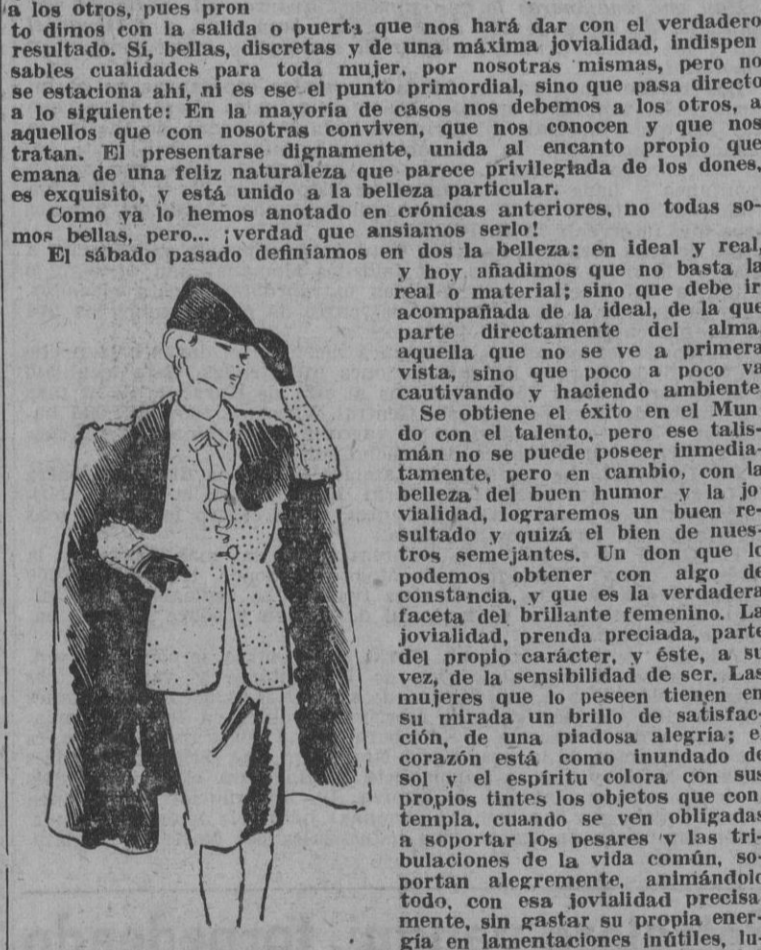 a los otros, pues pron
to dimos con la salida o puerta que nos hará dar con el verdadero
resultado. Sí, bellas, discretas y de una máxima jovialidad, indispen
sables cualidades para toda mujer, por nosotras mismas, pero no
se estaciona ahí, ni es ese el punto primordial, sino que pasa directo
a lo siguiente: En la mayoría de casos nos debemos a los otros, a
aquellos que con nosotras conviven, que nos conocen y que nos
tratan. El presentarse dignamente, unida al encanto propio que
emana de una feliz naturaleza que parece privilegiada de los dones,
es exquisito, y está unido a la belleza particular.
Como ya lo hemos anotado en crónicas anteriores, no todas so-
mos bellas, pero... ¡verdad que ansiamos serlo!
El sábado pasado definíamos en dos la belleza: en ideal y real,
y hoy añadimos que no basta la
real o material; sino que debe ir
acompañada de la ideal, de la que
parte directamente del alma
aquella que no se ve a primera
vista, sino que poco a poco va
cautivando y haciendo ambiente
Se obtiene el éxito en el Mun
do con el talento, pero ese talis-
mán no se puede poseer inmedia-
tamente, pero en cambio, con la
belleza del buen humor y la jo
vialidad, lograremos un buen re-
sultado y quizá el bien de nues-
tros semejantes. Un don que lo
podemos obtener con algo de
constancia, y que es la verdadera
faceta del brillante femenino. La
jovialidad, prenda preciada, parte
del propio carácter, y éste, a su
vez, de la sensibilidad de ser. Las
mujeres que lo peseen tienen en
su mirada un brillo de satisfac-
ción, de una piadosa alegría; e
corazón está como inundado de
sol y el espíritu colora con sus
propios tintes los objetos que con
templa, cuando se ven obligadas
a soportar los pesares y las tri-
bulaciones de la vida común, so-
portan alegremente, animándolo
todo, con esa jovialidad precisa
mente, sin gastar su propia ener-
gía en lamentaciones inútiles, lu-